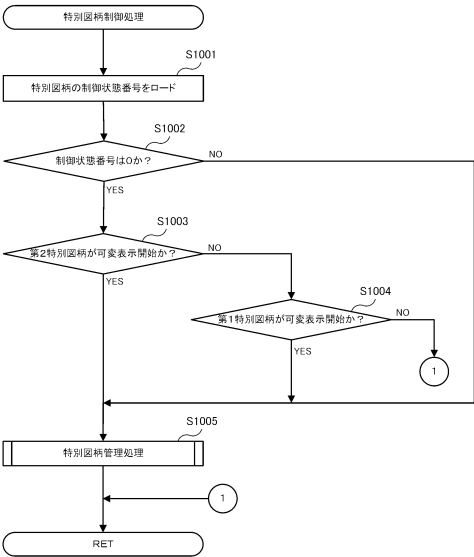 特別図柄制御処理
S1001
特別図柄の制御状態番号をロード
S1002
制御状態番号は0か？
NO
YES
S1003
第2特別図柄が可変表示開始か？
NO
YES
S1004
第1特別図柄が可変表示開始か？
NO
YES
1
S1005
特別図柄管理処理
1
RET